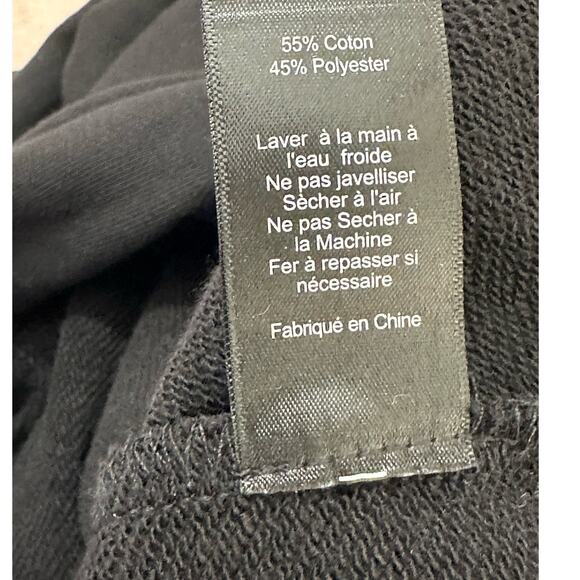 55% Coton
45% Polyester
Laver à la main à
l'eau froide
Ne pas javelliser
Sècher à l'air
Ne pas Secher à
la Machine
Fer à repasser si
nécessaire
Fabriqué en Chine